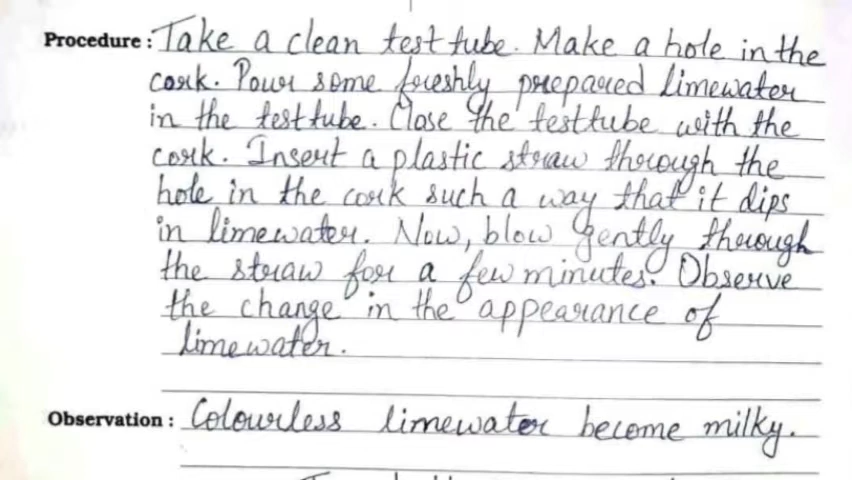 Procedure : Take a clean test tube. Make a hole in the
cork. Pour some freshly prepared limewater
in the test tube. Close the test tube with the
cork. Insert a plastic straw through the
hole in the cork such a way that it dips
in limewater. Now, blow gently through
the straw for a few minutes. Observe
the change in the appearance of
limewater.
Observation : Colourless limewater become milky.